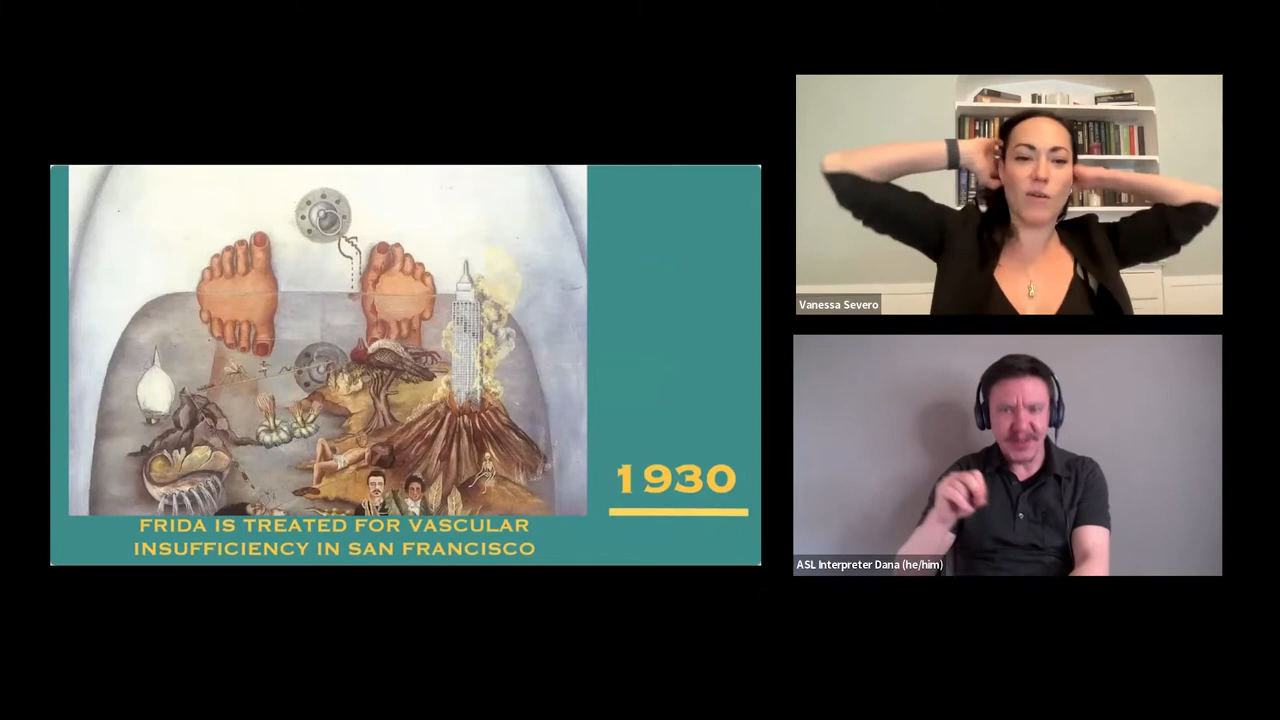 1930
FRIDA IS TREATED FOR VASCULAR
INSUFFICIENCY IN SAN FRANCISCO
Vanessa Severo
ASL Interpreter Dana (he/him)